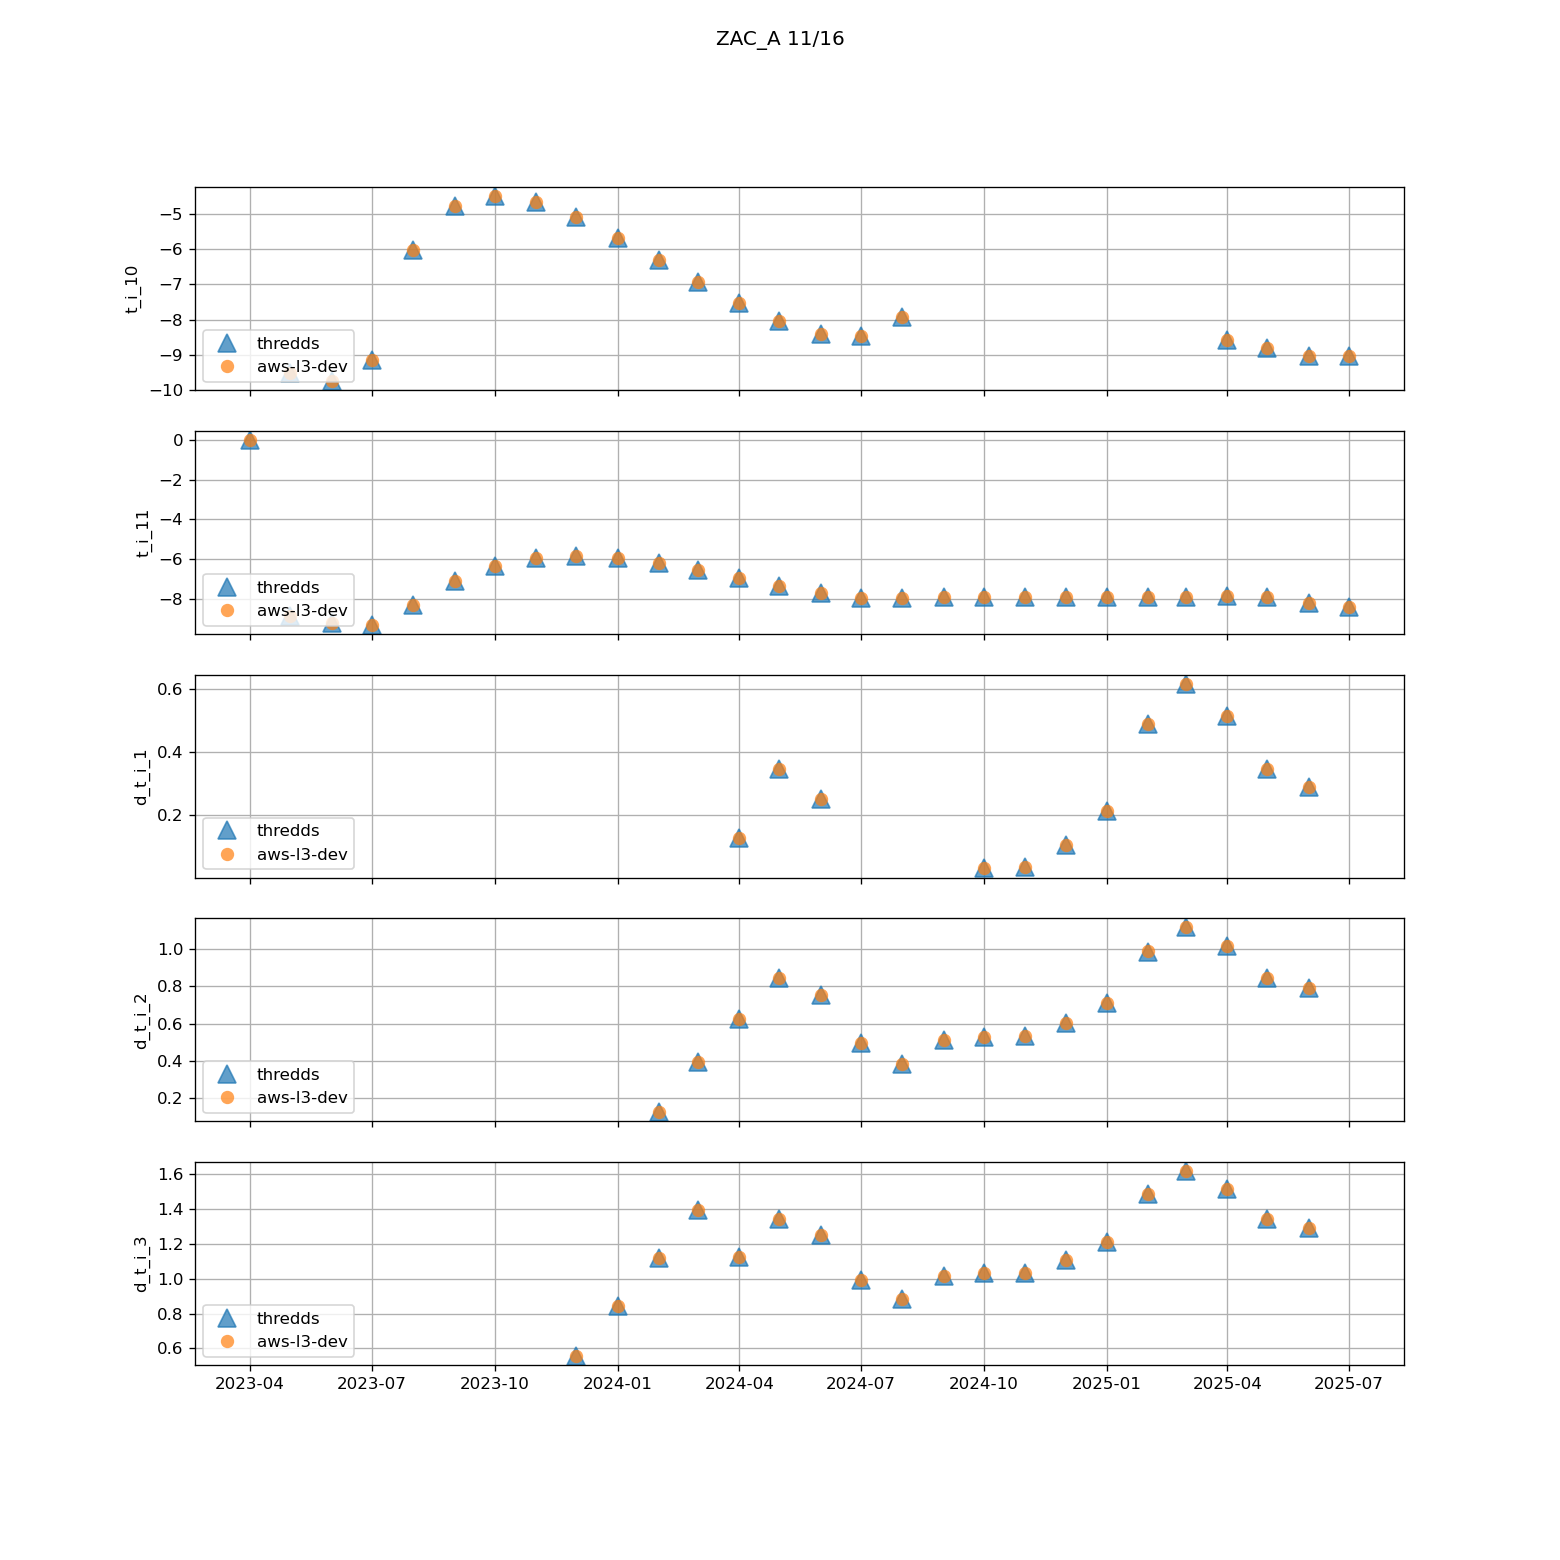 ZAC_A 11/16
t_i_10
−5
−6
−7
−8
−9
−10
thredds
aws-l3-dev
t_i_11
0
−2
−4
−6
−8
thredds
aws-l3-dev
d_t_i_1
0.6
0.4
0.2
thredds
aws-l3-dev
d_t_i_2
1.0
0.8
0.6
0.4
0.2
thredds
aws-l3-dev
d_t_i_3
1.6
1.4
1.2
1.0
0.8
0.6
thredds
aws-l3-dev
2023-04 2023-07 2023-10 2024-01 2024-04 2024-07 2024-10 2025-01 2025-04 2025-07